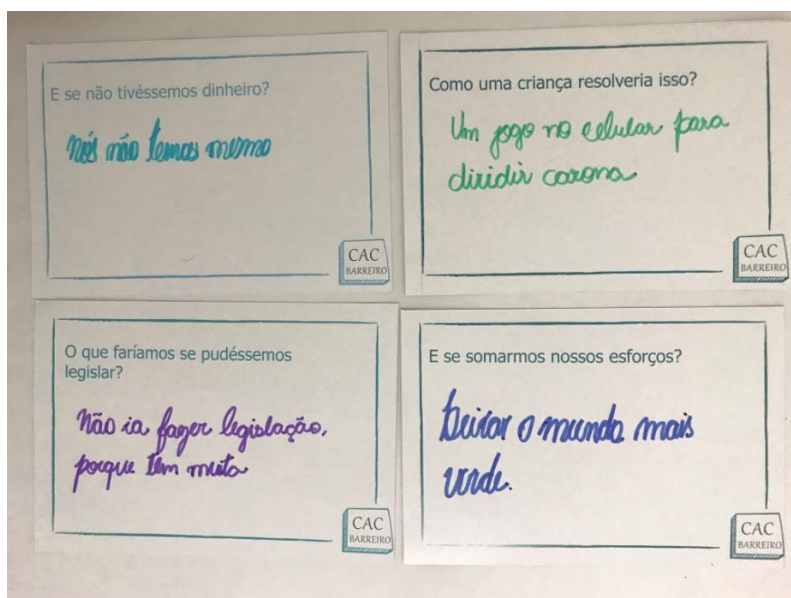 E se não tivéssemos dinheiro?
Nós não temos mesmo
CAC
BARREIRO
Como uma criança resolveria isso?
Um jogo no celular para
dividir carona.
CAC
BARREIRO
O que faríamos se pudéssemos
legislar?
Não ia fazer legislação,
porque tem muita
CAC
BARREIRO
E se somarmos nossos esforços?
Deixar o mundo mais
verde.
CAC
BARREIRO